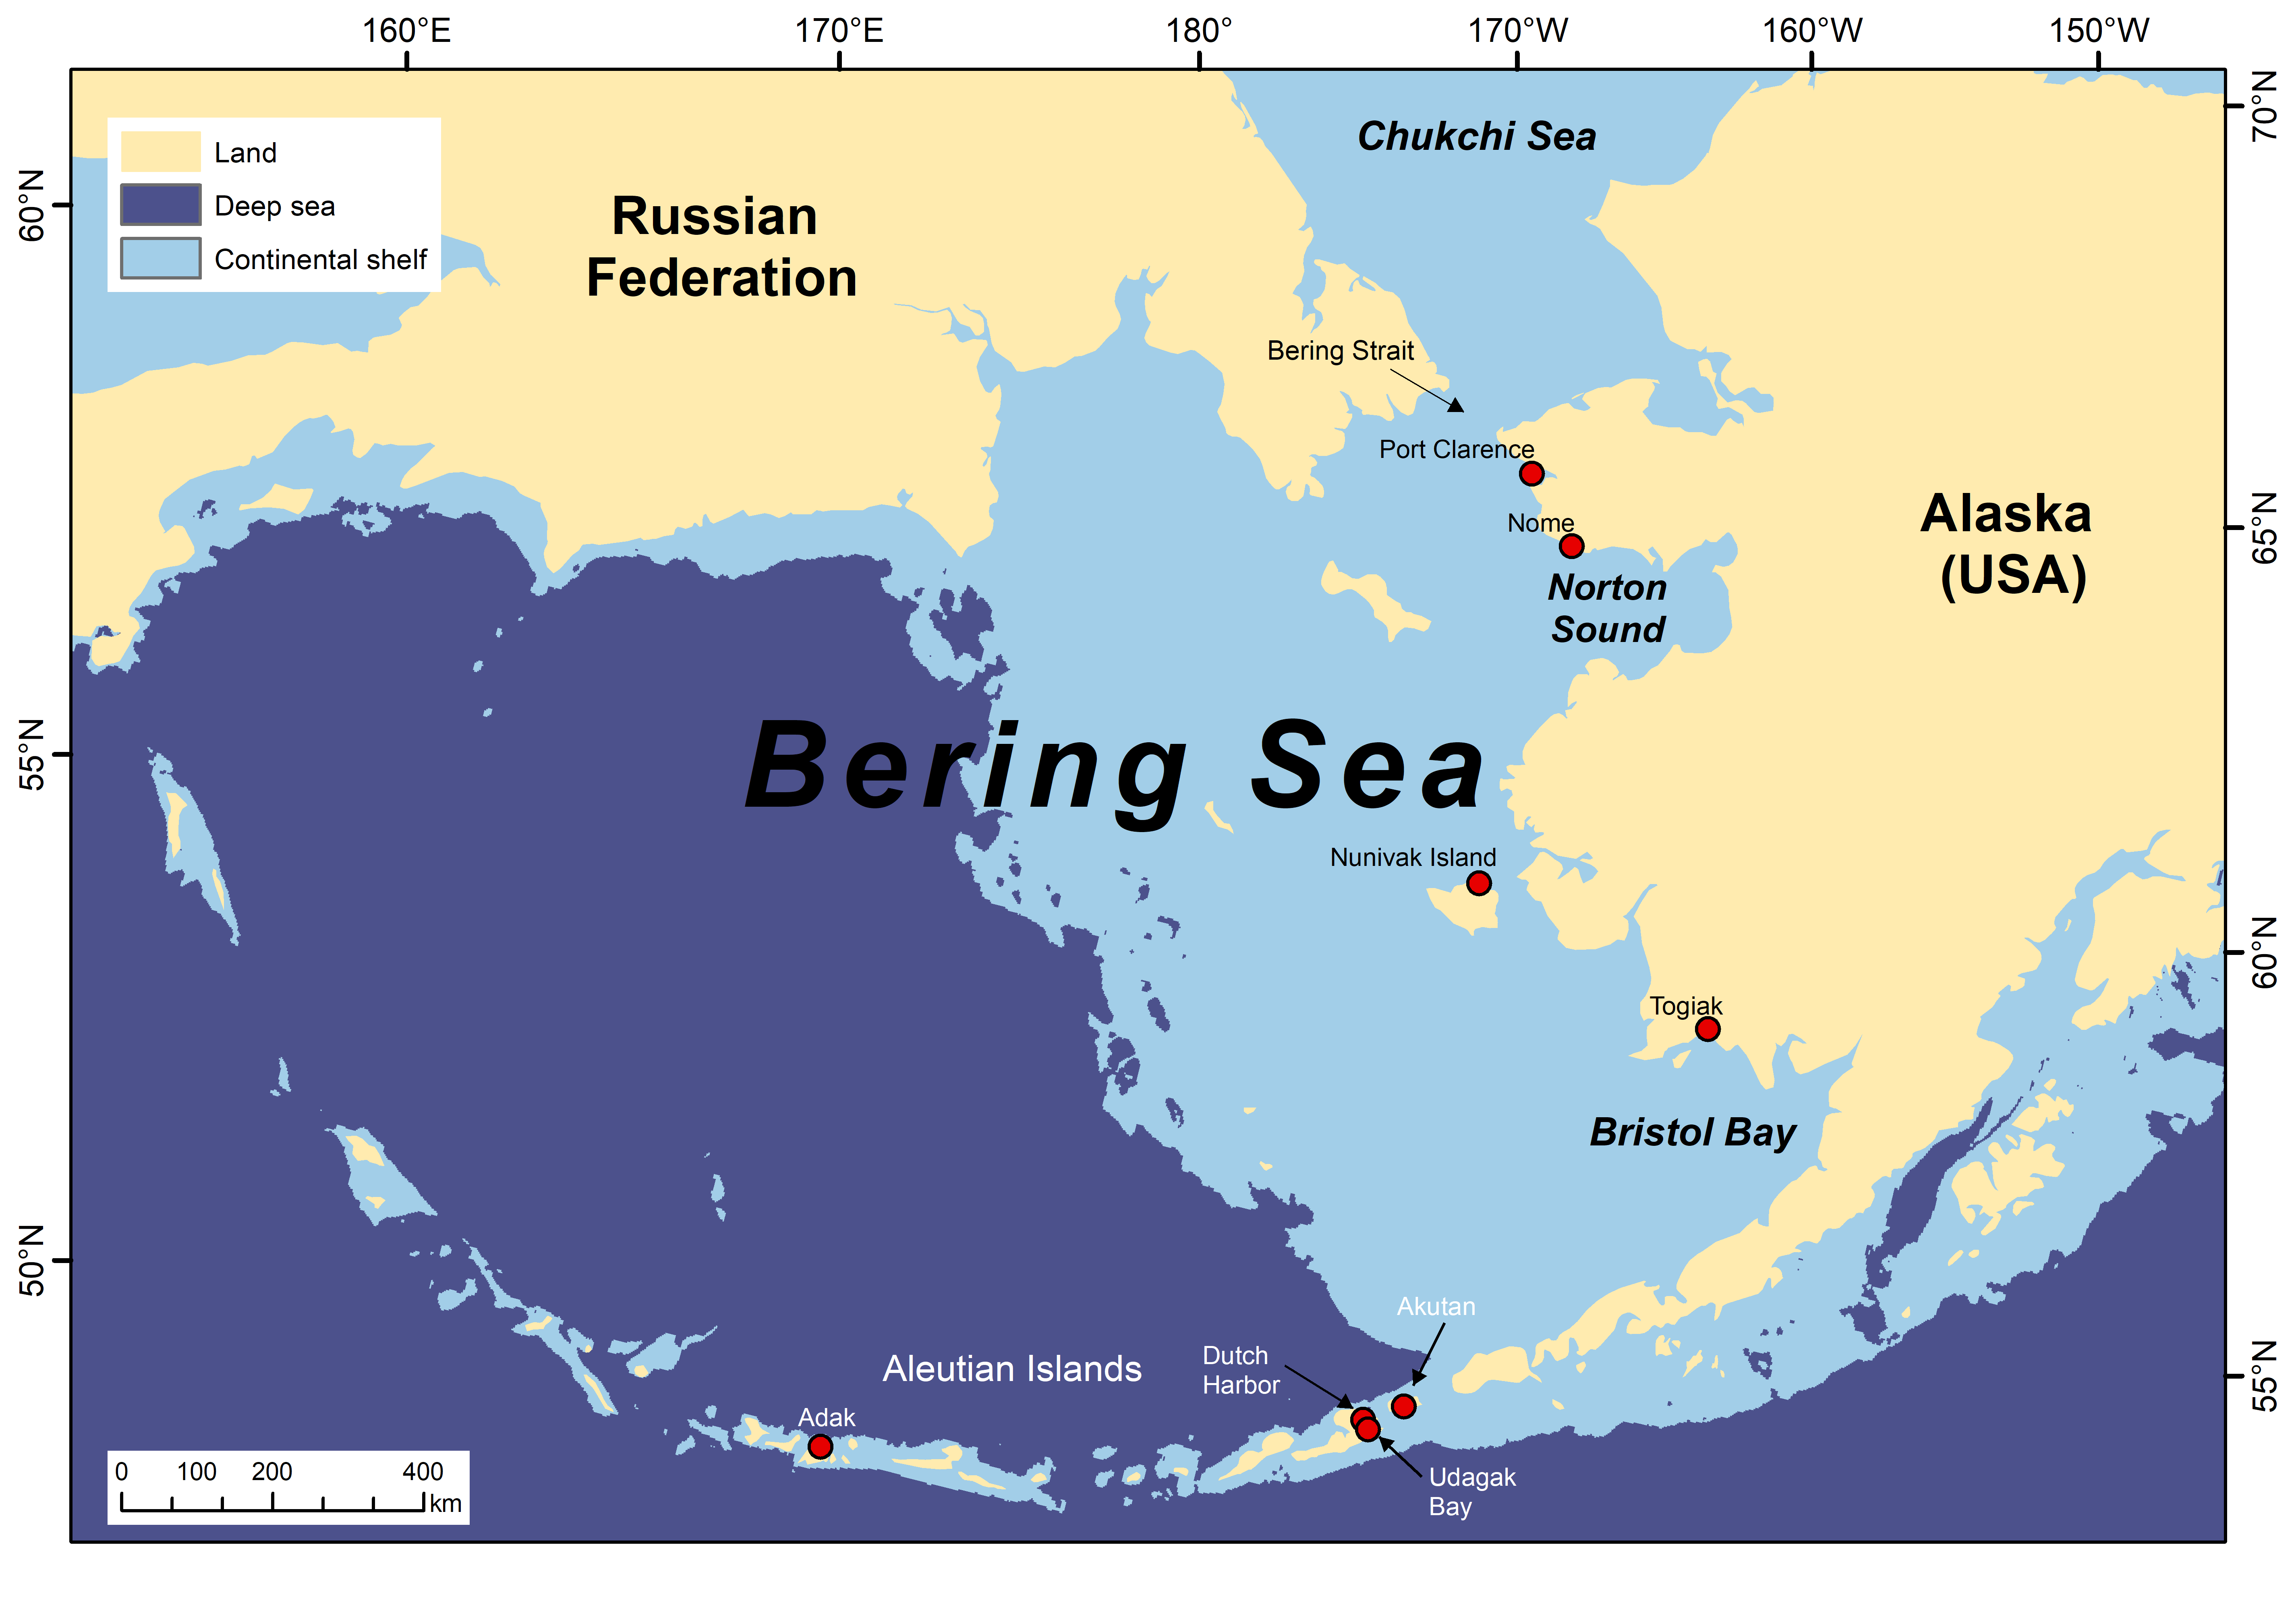 160°E
170°E
180°
170°W
160°W
150°W
70°N
Chukchi Sea
Land
60°N
Deep sea
Russian
Federation
Continental shelf
Bering Strait
Port Clarence
Nome
Alaska
(USA)
65°N
Norton
Sound
55°N
Bering Sea
Nunivak Island
60°N
Togiak
Bristol Bay
50°N
Akutan
Dutch
Harbor
Aleutian Islands
55°N
Adak
Udagak
Bay
0 100 200 400
km